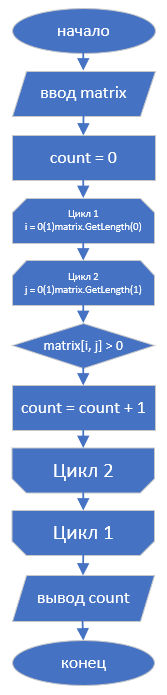 начало
ввод matrix
count = 0
Цикл 1
i = 0(1)matrix.GetLength(0)
Цикл 2
j = 0(1)matrix.GetLength(1)
matrix[i, j] > 0
count = count + 1
Цикл 2
Цикл 1
вывод count
конец